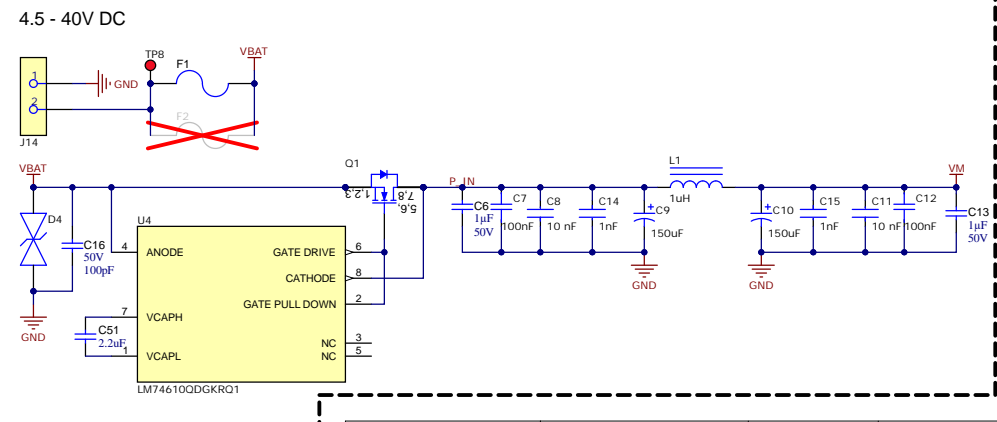 4.5 - 40V DC
TP8
F1
VBAT
1
GND
2
F2
J14
VBAT
Q1
1,2,3
5,6,
7,8
P_IN
L1
1uH
VM
D4
C16
50V
100pF
U4
C6
1µF
50V
C7
100nF
C8
10 nF
C14
1nF
C9
150uF
C10
150uF
C15
1nF
C11
10 nF
C12
100nF
C13
1µF
50V
4
ANODE
GATE DRIVE
6
CATHODE
8
GATE PULL DOWN
2
GND
GND
GND
7
VCAPH
C51
2.2uF
1
VCAPL
NC
3
NC
5
LM74610QDGKRQ1